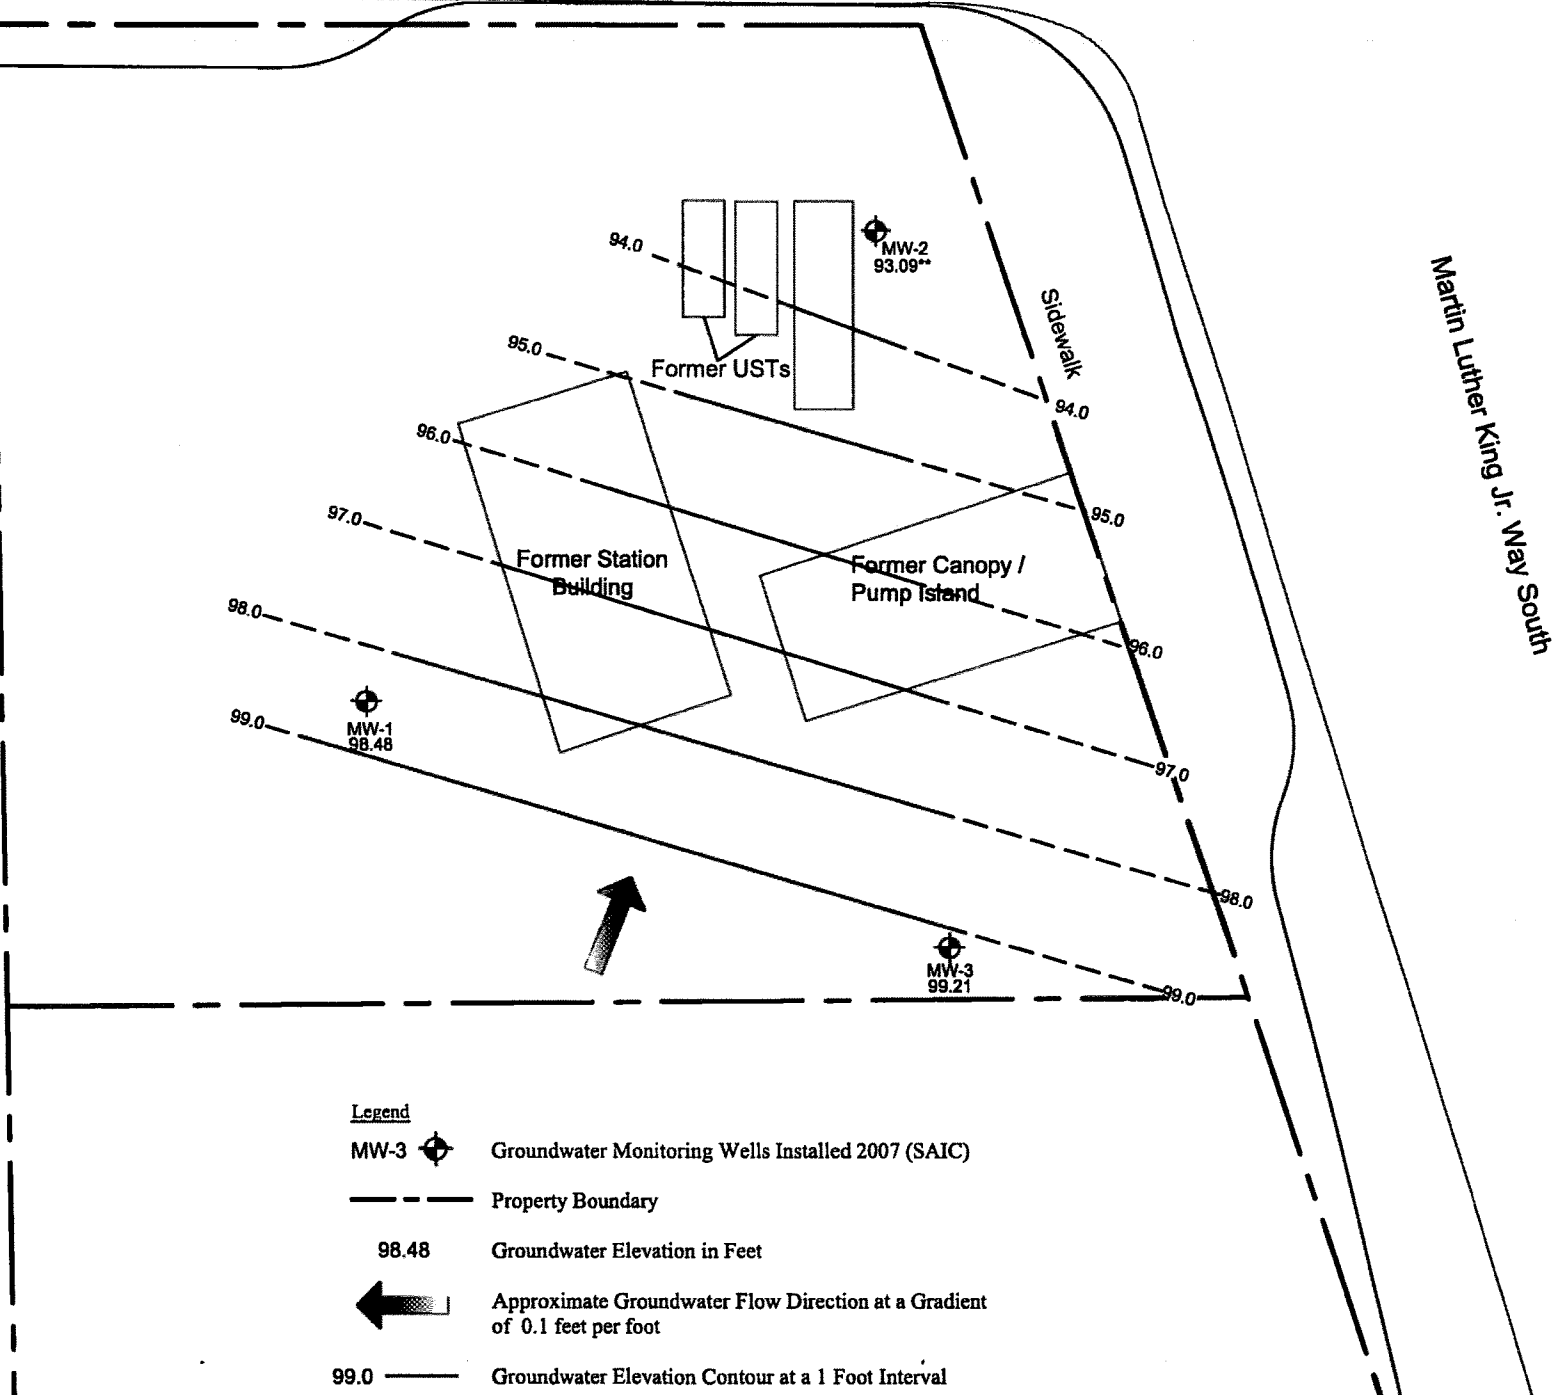 94.0
MW-2
93.09**
Sidewalk
Martin Luther King Jr. Way South
95.0
Former USTs
94.0
96.0
97.0
95.0
Former Station
Building
Former Canopy /
Pump Island
98.0
96.0
99.0
MW-1
98.48
97.0
98.0
MW-3
99.21
99.0
Legend
MW-3 Groundwater Monitoring Wells Installed 2007 (SAIC)
Property Boundary
98.48 Groundwater Elevation in Feet
Approximate Groundwater Flow Direction at a Gradient
of 0.1 feet per foot
99.0 Groundwater Elevation Contour at a 1 Foot Interval